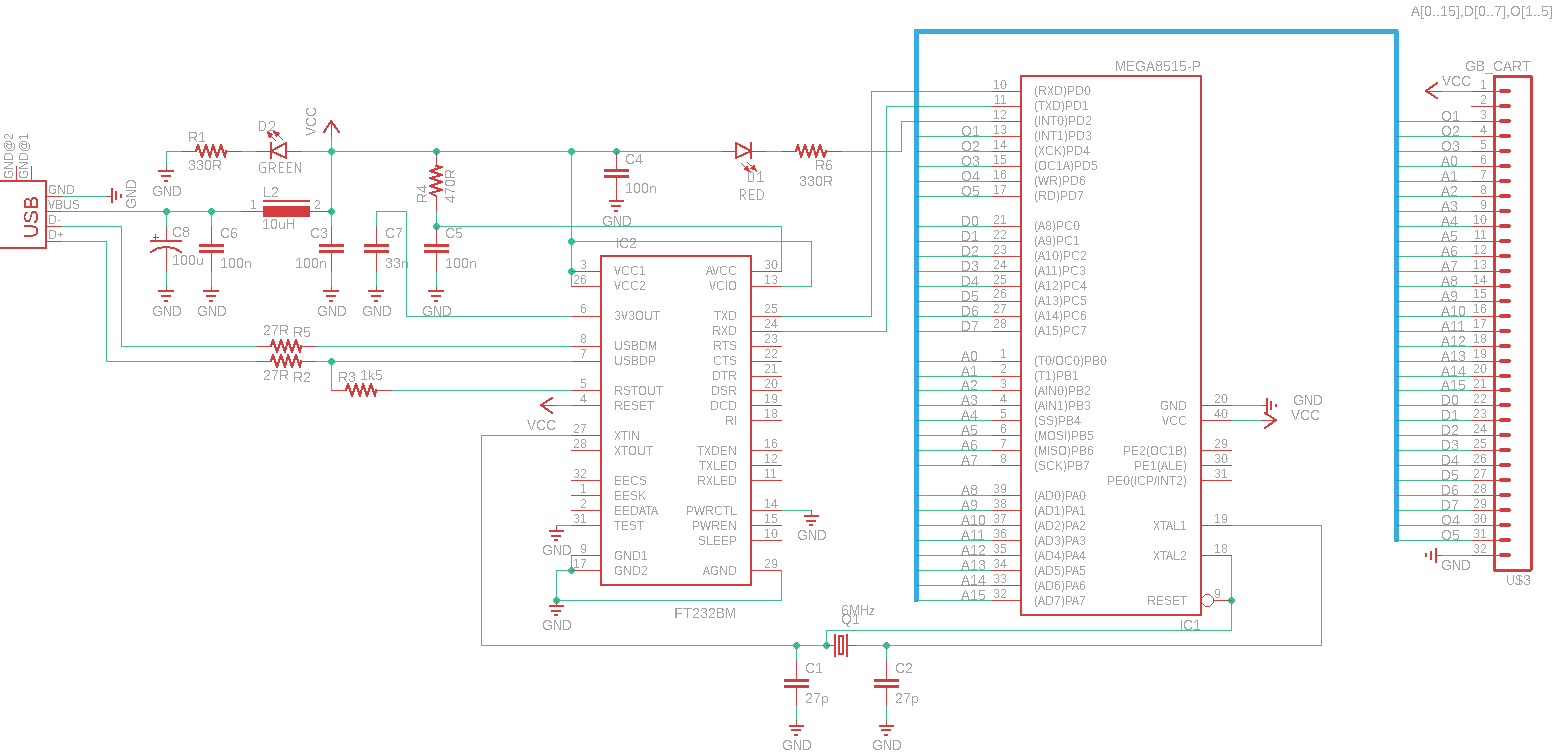 A[0..15],D[0..7],O[1..5]
GND@2
GND@1
USB
GND
VBUS
D-
D+
GND
R1
330R
GND
D2
GREEN
VCC
1 L2 2
10uH
C8
+
100u
GND
C6
100n
GND
C3
100n
GND
C7
33n
GND
R4
470R
C5
100n
GND
C4
100n
GND
D1
RED
R6
330R
27R R5
27R R2
R3 1k5
VCC
IC2
3 VCC1
26 VCC2
6 3V3OUT
8 USBDM
7 USBDP
5 RSTOUT
4 RESET
27 XTIN
28 XTOUT
32 EECS
1 EESK
2 EEDATA
31 TEST
9 GND1
17 GND2
AVCC 30
VCIO 13
TXD 25
RXD 24
RTS 23
CTS 22
DTR 21
DSR 20
DCD 19
RI 18
TXDEN 16
TXLED 12
RXLED 11
PWRCTL 14
PWREN 15
SLEEP 10
AGND 29
FT232BM
GND
GND
GND
6MHz
Q1
C1
27p
GND
C2
27p
GND
MEGA8515-P
10 (RXD)PD0
11 (TXD)PD1
12 (INT0)PD2
O1 13 (INT1)PD3
O2 14 (XCK)PD4
O3 15 (OC1A)PD5
O4 16 (WR)PD6
O5 17 (RD)PD7
D0 21 (A8)PC0
D1 22 (A9)PC1
D2 23 (A10)PC2
D3 24 (A11)PC3
D4 25 (A12)PC4
D5 26 (A13)PC5
D6 27 (A14)PC6
D7 28 (A15)PC7
A0 1 (T0/OC0)PB0
A1 2 (T1)PB1
A2 3 (AIN0)PB2
A3 4 (AIN1)PB3
A4 5 (SS)PB4
A5 6 (MOSI)PB5
A6 7 (MISO)PB6
A7 8 (SCK)PB7
A8 39 (AD0)PA0
A9 38 (AD1)PA1
A10 37 (AD2)PA2
A11 36 (AD3)PA3
A12 35 (AD4)PA4
A13 34 (AD5)PA5
A14 33 (AD6)PA6
A15 32 (AD7)PA7
GND 20
VCC 40
PE2(OC1B) 29
PE1(ALE) 30
PE0(ICP/INT2) 31
XTAL1 19
XTAL2 18
RESET 9
IC1
GND
VCC
GB_CART
VCC 1
2
O1 3
O2 4
O3 5
A0 6
A1 7
A2 8
A3 9
A4 10
A5 11
A6 12
A7 13
A8 14
A9 15
A10 16
A11 17
A12 18
A13 19
A14 20
A15 21
D0 22
D1 23
D2 24
D3 25
D4 26
D5 27
D6 28
D7 29
O4 30
O5 31
32
GND
U$3